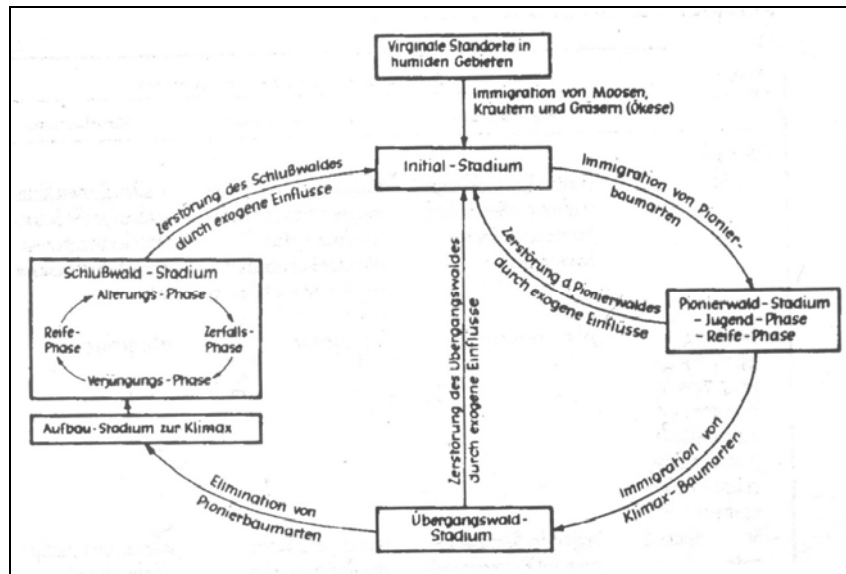 Virginale Standorte in
humiden Gebieten
Immigration von Moosen,
Kräutern und Gräsern (Ökese)
Initial-Stadium
Immigration von Pionier-
baumarten
Zerstörung des Schlußwaldes
durch exogene Einflüsse
Zerstörung d. Pionierwaldes
durch exogene Einflüsse
Zerstörung des Übergangswaldes
durch exogene Einflüsse
Schlußwald-Stadium
Alterungs-Phase
Reife-
Phase
Zerfalls-
Phase
Verjüngungs-Phase
Pionierwald-Stadium
- Jugend-Phase
- Reife-Phase
Aufbau-Stadium zur Klimax
Elimination von
Pionierbaumarten
Immigration von
Klimax-Baumarten
Übergangswald-
Stadium